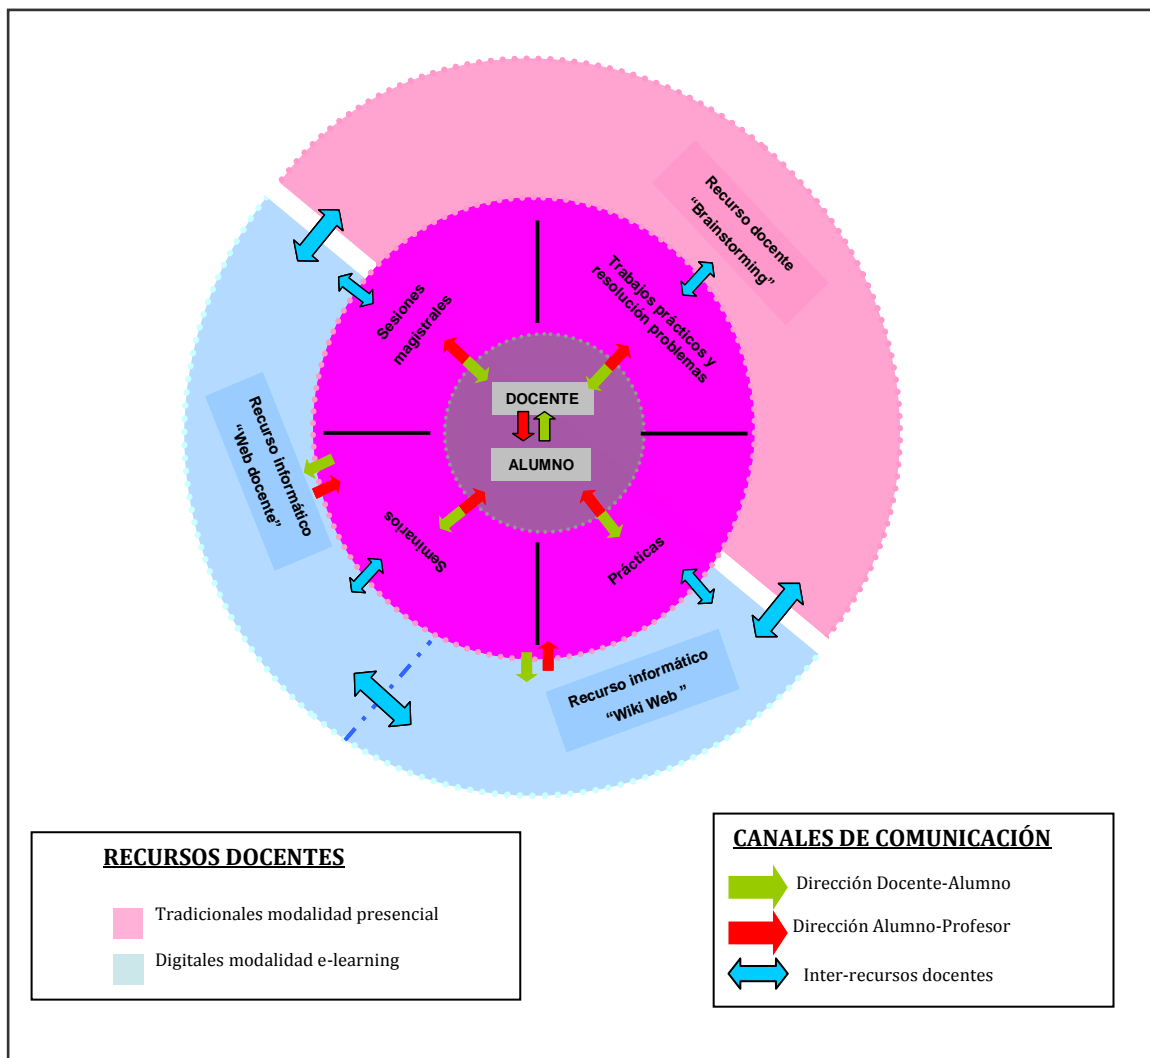 Recurso docente
“Brainstorming”
Trabajos prácticos y
resolución problemas
Sesiones
magistrales
DOCENTE
ALUMNO
Recurso informático
“Web docente”
Seminarios
Prácticas
Recurso informático
“Wiki Web ”
RECURSOS DOCENTES
Tradicionales modalidad presencial
Digitales modalidad e-learning
CANALES DE COMUNICACIÓN
Dirección Docente-Alumno
Dirección Alumno-Profesor
Inter-recursos docentes